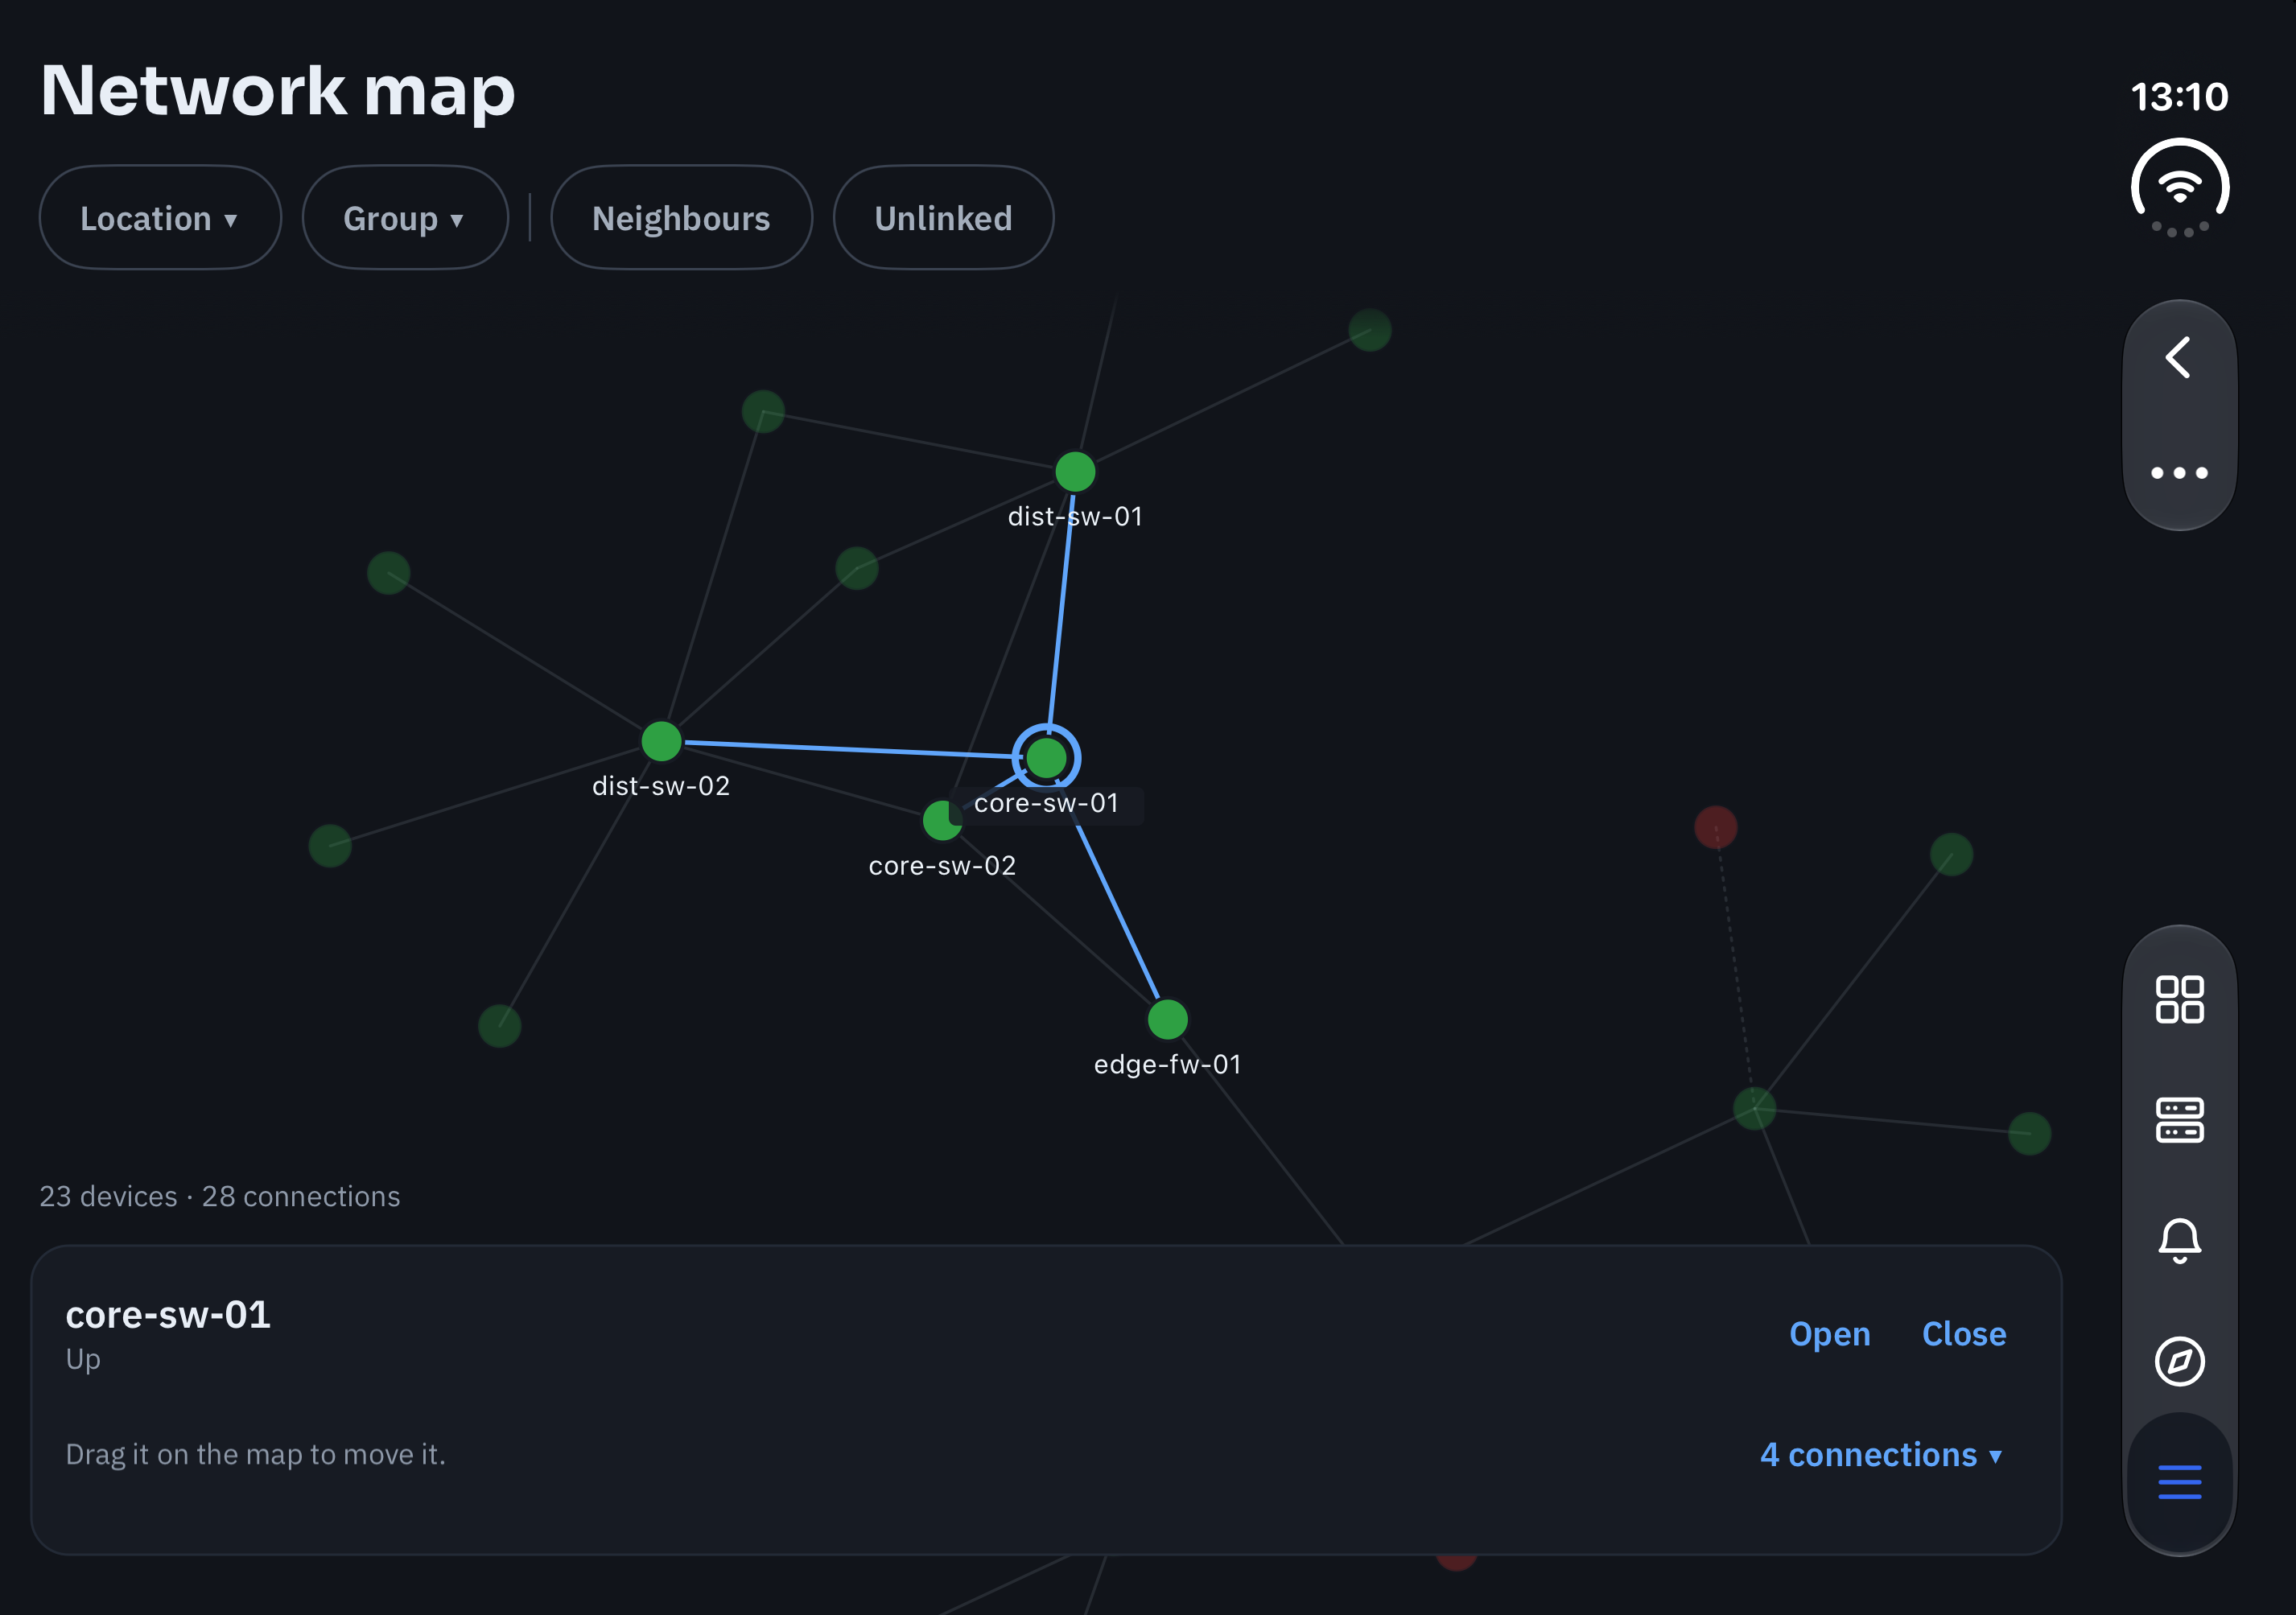 Network map
13:10
Location ▾
Group ▾
Neighbours
Unlinked
dist-sw-01
dist-sw-02
core-sw-01
core-sw-02
edge-fw-01
23 devices · 28 connections
core-sw-01
Up
Open
Close
Drag it on the map to move it.
4 connections ▾